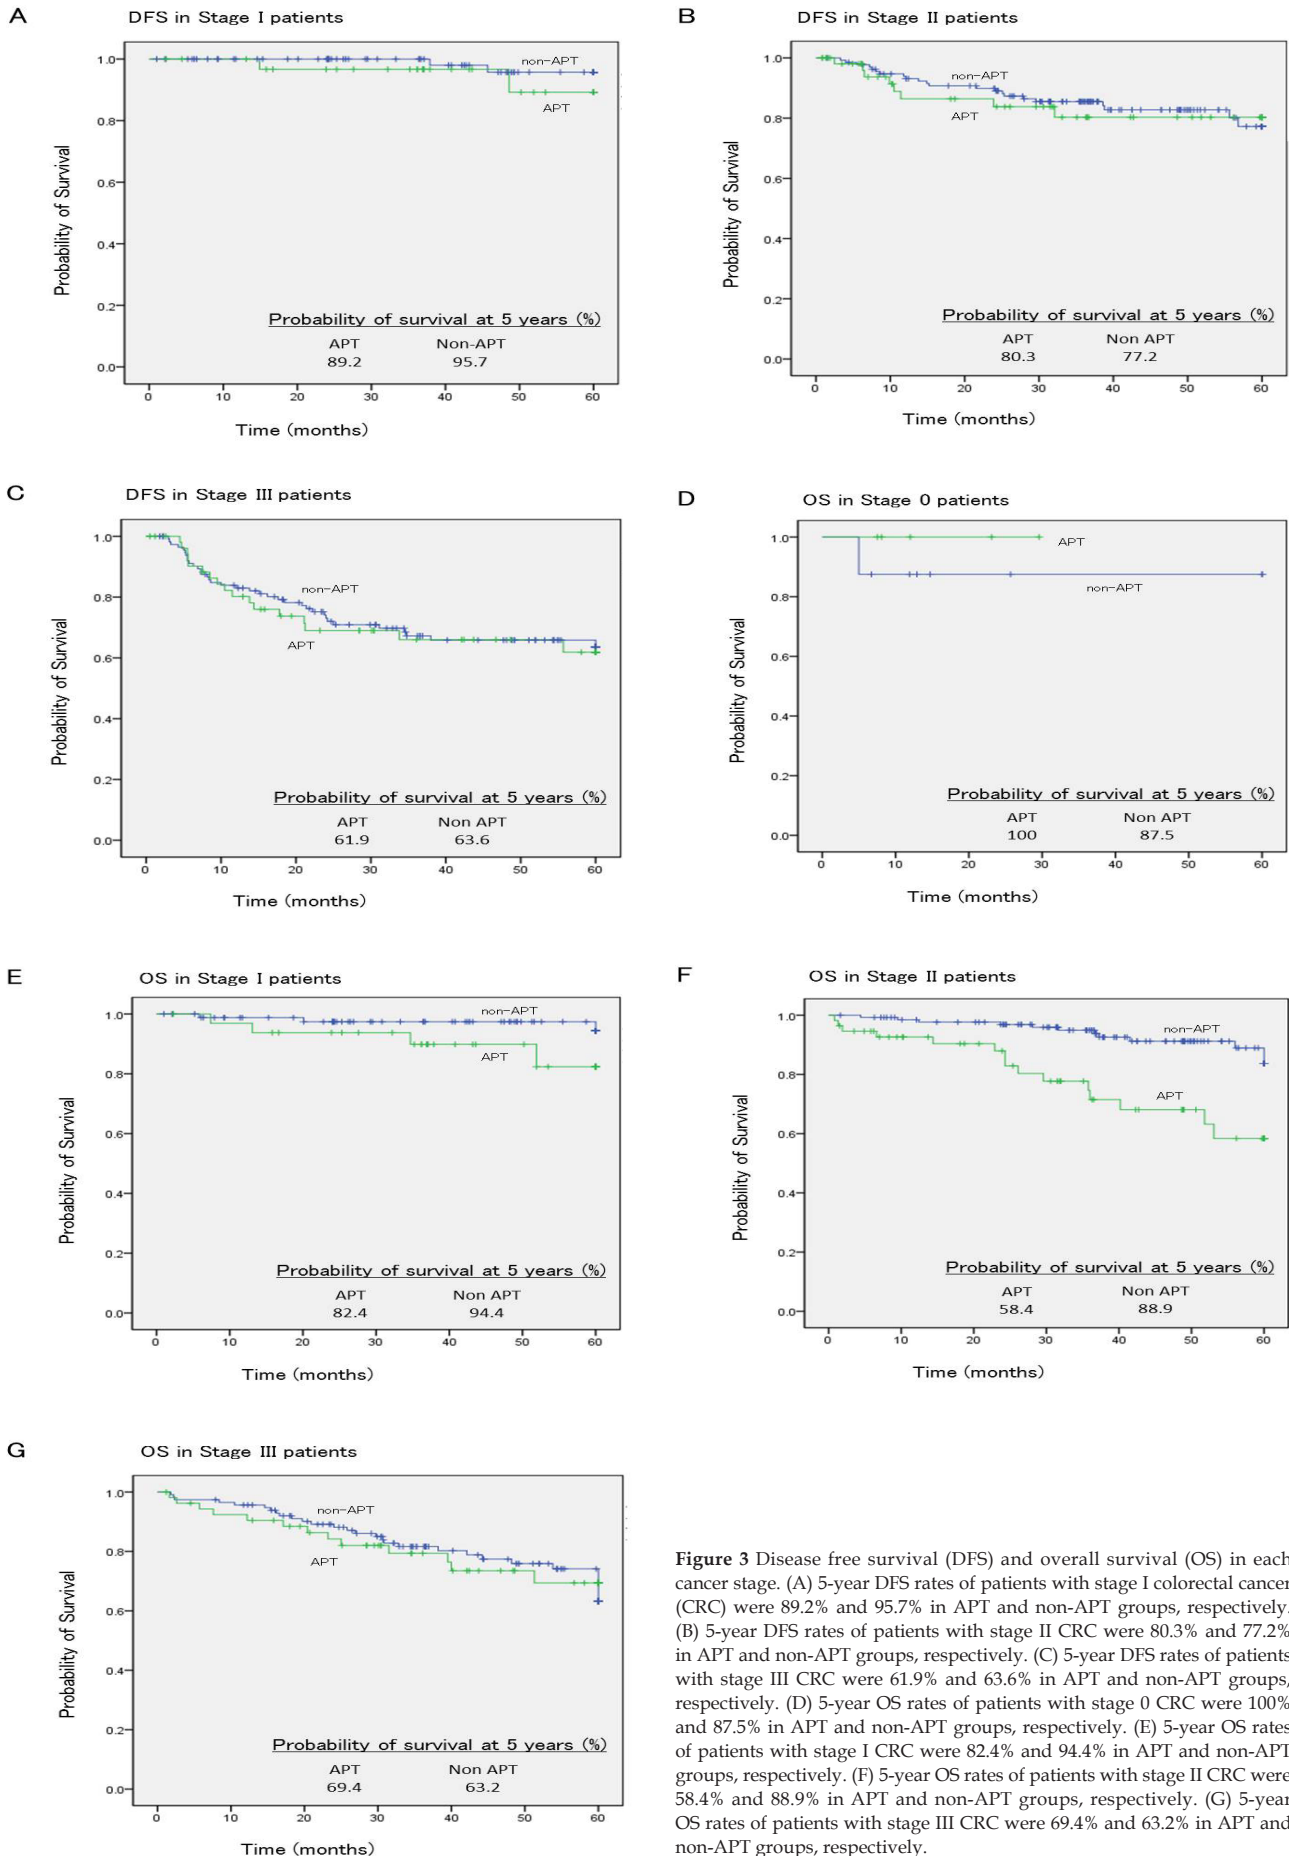 A
DFS in Stage I patients
Probability of Survival
1.0
0.8
0.6
0.4
0.2
0.0
non-APT
APT
Probability of survival at 5 years (%)
APT Non-APT
89.2 95.7
0 10 20 30 40 50 60
Time (months)
B
DFS in Stage II patients
Probability of Survival
1.0
0.8
0.6
0.4
0.2
0.0
non-APT
APT
Probability of survival at 5 years (%)
APT Non APT
80.3 77.2
0 10 20 30 40 50 60
Time (months)
C
DFS in Stage III patients
Probability of Survival
1.0
0.8
0.6
0.4
0.2
0.0
non-APT
APT
Probability of survival at 5 years (%)
APT Non APT
61.9 63.6
0 10 20 30 40 50 60
Time (months)
D
OS in Stage 0 patients
Probability of Survival
1.0
0.8
0.6
0.4
0.2
0.0
APT
non-APT
Probability of survival at 5 years (%)
APT Non APT
100 87.5
0 10 20 30 40 50 60
Time (months)
E
OS in Stage I patients
Probability of Survival
1.0
0.8
0.6
0.4
0.2
0.0
non-APT
APT
Probability of survival at 5 years (%)
APT Non APT
82.4 94.4
0 10 20 30 40 50 60
Time (months)
F
OS in Stage II patients
Probability of Survival
1.0
0.8
0.6
0.4
0.2
0.0
non-APT
APT
Probability of survival at 5 years (%)
APT Non APT
58.4 88.9
0 10 20 30 40 50 60
Time (months)
G
OS in Stage III patients
Probability of Survival
1.0
0.8
0.6
0.4
0.2
0.0
non-APT
APT
Probability of survival at 5 years (%)
APT Non APT
69.4 63.2
0 10 20 30 40 50 60
Time (months)
Figure 3 Disease free survival (DFS) and overall survival (OS) in each
cancer stage. (A) 5-year DFS rates of patients with stage I colorectal cancer
(CRC) were 89.2% and 95.7% in APT and non-APT groups, respectively.
(B) 5-year DFS rates of patients with stage II CRC were 80.3% and 77.2%
in APT and non-APT groups, respectively. (C) 5-year DFS rates of patients
with stage III CRC were 61.9% and 63.6% in APT and non-APT groups,
respectively. (D) 5-year OS rates of patients with stage 0 CRC were 100%
and 87.5% in APT and non-APT groups, respectively. (E) 5-year OS rates
of patients with stage I CRC were 82.4% and 94.4% in APT and non-APT
groups, respectively. (F) 5-year OS rates of patients with stage II CRC were
58.4% and 88.9% in APT and non-APT groups, respectively. (G) 5-year
OS rates of patients with stage III CRC were 69.4% and 63.2% in APT and
non-APT groups, respectively.